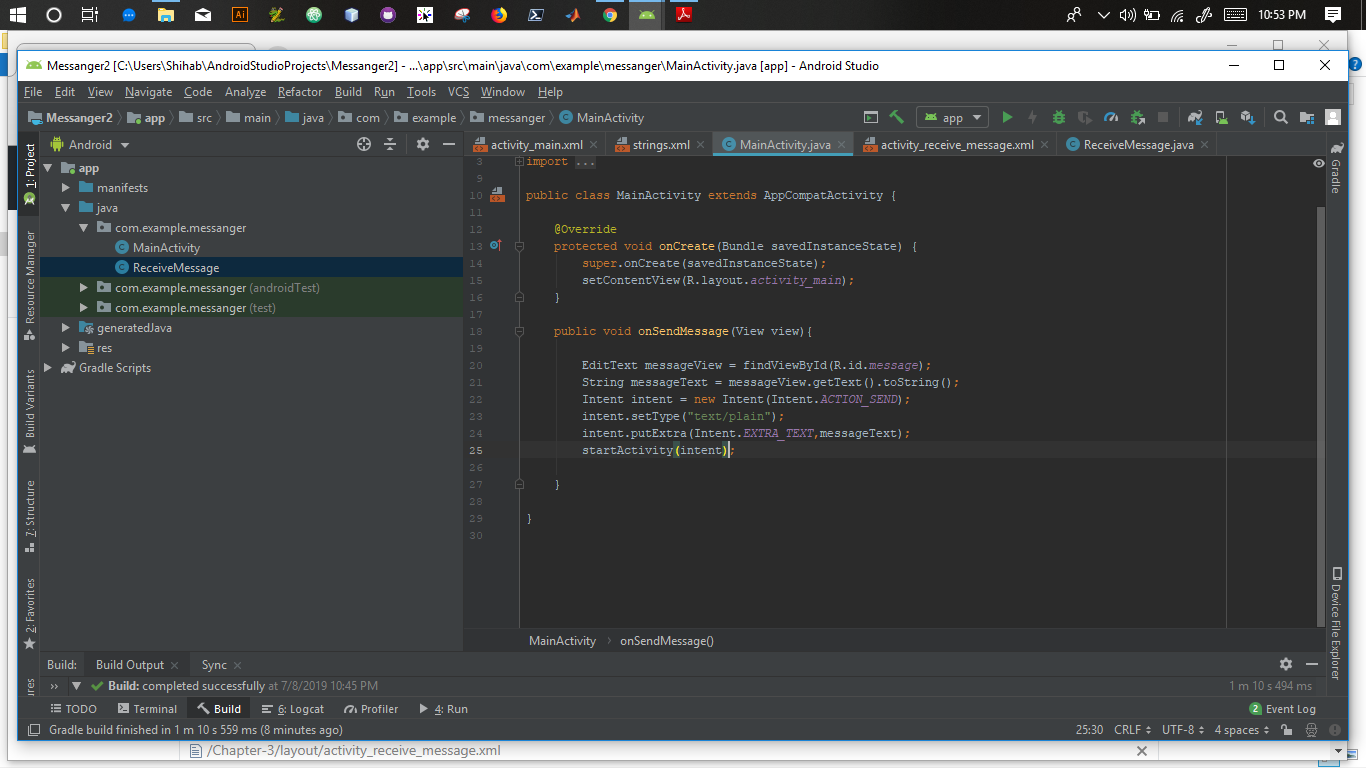 10:53 PM
Messanger2 [C:\Users\Shihab\AndroidStudioProjects\Messanger2] - ...\app\src\main\java\com\example\messanger\MainActivity.java [app] - Android Studio
File Edit View Navigate Code Analyze Refactor Build Run Tools VCS Window Help
Messanger2 app src main java com example messanger MainActivity app
Android
activity_main.xml strings.xml MainActivity.java activity_receive_message.xml ReceiveMessage.java
1: Project
Resource Manager
Build Variants
7: Structure
2: Favorites
app
manifests
java
com.example.messanger
MainActivity
ReceiveMessage
com.example.messanger (androidTest)
com.example.messanger (test)
generatedJava
res
Gradle Scripts
3 import ...
9
10 public class MainActivity extends AppCompatActivity {
11
12 @Override
13 protected void onCreate(Bundle savedInstanceState) {
14 super.onCreate(savedInstanceState);
15 setContentView(R.layout.activity_main);
16 }
17
18 public void onSendMessage(View view){
19
20 EditText messageView = findViewById(R.id.message);
21 String messageText = messageView.getText().toString();
22 Intent intent = new Intent(Intent.ACTION_SEND);
23 intent.setType("text/plain");
24 intent.putExtra(Intent.EXTRA_TEXT,messageText);
25 startActivity(intent);
26
27 }
28
29 }
30
Gradle
Device File Explorer
MainActivity onSendMessage()
Build: Build Output Sync
Build: completed successfully at 7/8/2019 10:45 PM 1 m 10 s 494 ms
TODO Terminal Build 6: Logcat Profiler 4: Run 2 Event Log
Gradle build finished in 1 m 10 s 559 ms (8 minutes ago) 25:30 CRLF UTF-8 4 spaces
/Chapter-3/layout/activity_receive_message.xml